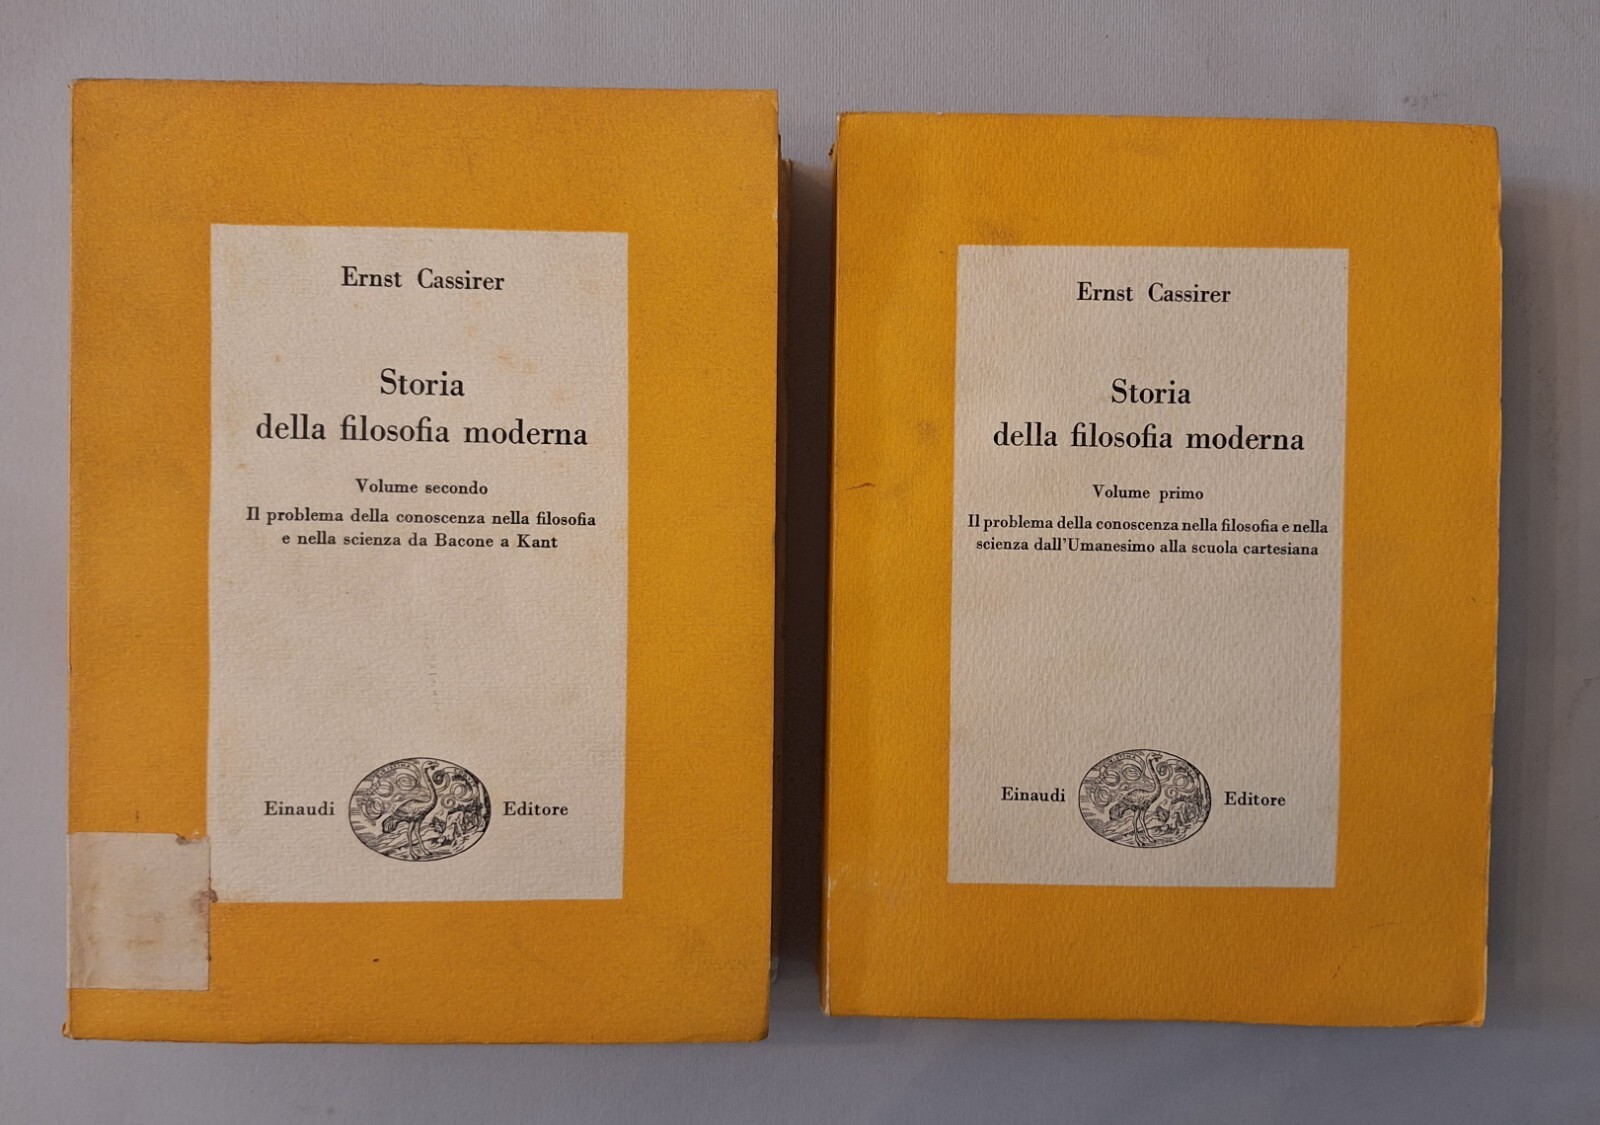 Ernst Cassirer
Storia
della filosofia moderna
Volume secondo
Il problema della conoscenza nella filosofia
e nella scienza da Bacone a Kant
Einaudi Editore
Ernst Cassirer
Storia
della filosofia moderna
Volume primo
Il problema della conoscenza nella filosofia e nella
scienza dall'Umanesimo alla scuola cartesiana
Einaudi Editore